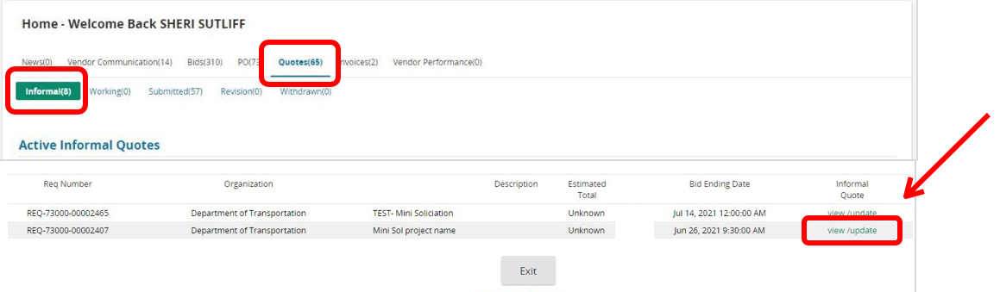 Home - Welcome Back SHERI SUTLIFF
News(0) Vendor Communication(14) Bids(310) PO(73 Quotes(65) nvoices(2) Vendor Performance(0)
Informal(8) Working(0) Submitted(57) Revision(0) Withdrawn(0)
Active Informal Quotes
Req Number Organization Description Estimated Total Bid Ending Date Informal Quote
REQ-73000-00002465 Department of Transportation TEST- Mini Soliciation Unknown Jul 14, 2021 12:00:00 AM view /update
REQ-73000-00002407 Department of Transportation Mini Sol project name Unknown Jun 26, 2021 9:30:00 AM view /update
Exit